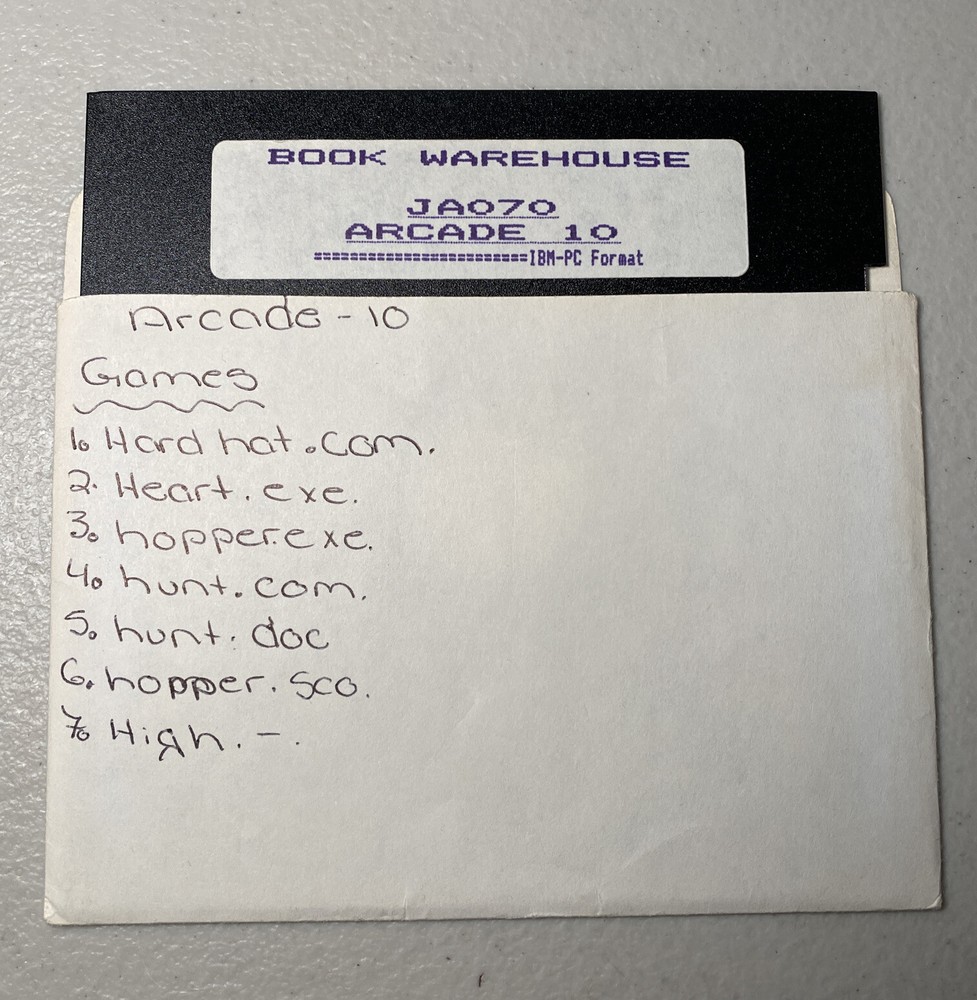 BOOK WAREHOUSE
JA070
ARCADE 10
========================IBM-PC Format
Arcade - 10
Games
1. Hard hat.com.
2. Heart.exe.
3. hopper.exe.
4. hunt.com.
5. hunt.doc
6. hopper.sco.
7. High.-.